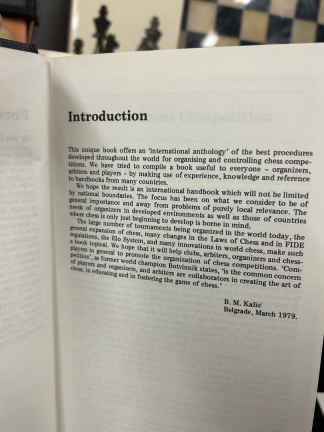 Introduction
This unique book offers an 'international anthology' of the best procedures
developed throughout the world for organising and controlling chess compe-
titions. We have tried to compile a book useful to everyone - organizers,
arbiters and players - by making use of experience, knowledge and reference
to handbooks from many countries.
We hope the result is an international handbook which will not be limited
by national boundaries. The focus has been on what we consider to be of
general importance and away from problems of purely local relevance. The
needs of organizers in developed environments as well as those of countries
where chess is only just beginning to develop is borne in mind.
The large number of tournaments being organized in the world today, the
general expansion of chess, many changes in the Laws of Chess and in FIDE
regulations, the Elo System, and many innovations in world chess, make such
a book topical. We hope that it will help clubs, arbiters, organizers and chess-
players in general to promote the organization of chess competitions. "Com-
petition", as former world champion Botvinnik states, "is the common concern
of players and organizers, and arbiters are collaborators in creating the art of
chess, in educating and in fostering the game of chess."
B. M. Kažić
Belgrade, March 1979.